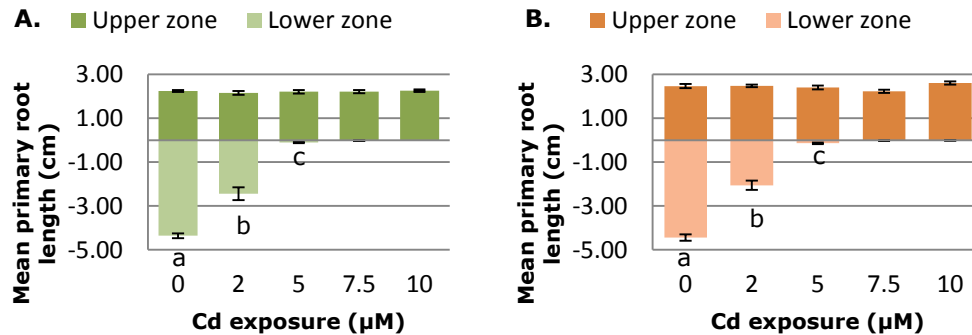 A. Upper zone Lower zone
Mean primary root length (cm)
3.00
1.00
-1.00
-3.00
-5.00
a
b
c
0 2 5 7.5 10
Cd exposure (µM)
B. Upper zone Lower zone
Mean primary root length (cm)
3.00
1.00
-1.00
-3.00
-5.00
a
b
c
0 2 5 7.5 10
Cd exposure (µM)